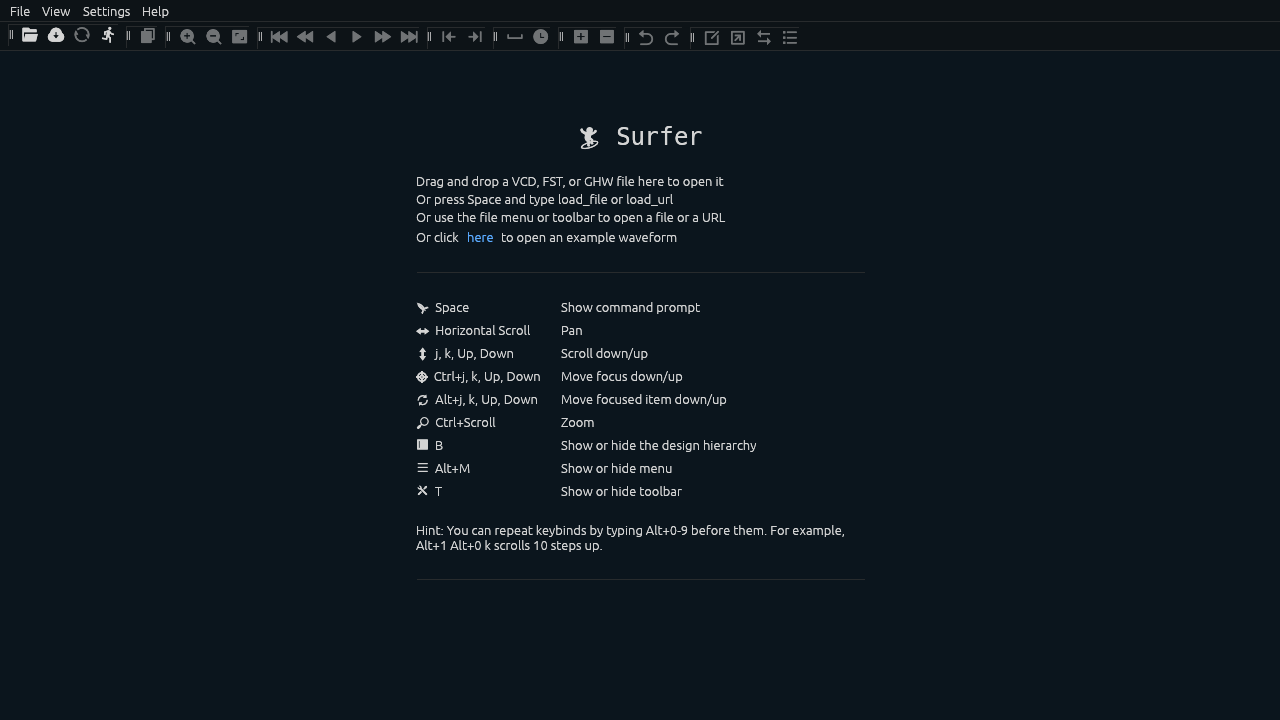 File View Settings Help
Surfer
Drag and drop a VCD, FST, or GHW file here to open it
Or press Space and type load_file or load_url
Or use the file menu or toolbar to open a file or a URL
Or click here to open an example waveform
Space Show command prompt
Horizontal Scroll Pan
j, k, Up, Down Scroll down/up
Ctrl+j, k, Up, Down Move focus down/up
Alt+j, k, Up, Down Move focused item down/up
Ctrl+Scroll Zoom
B Show or hide the design hierarchy
Alt+M Show or hide menu
T Show or hide toolbar
Hint: You can repeat keybinds by typing Alt+0-9 before them. For example,
Alt+1 Alt+0 k scrolls 10 steps up.